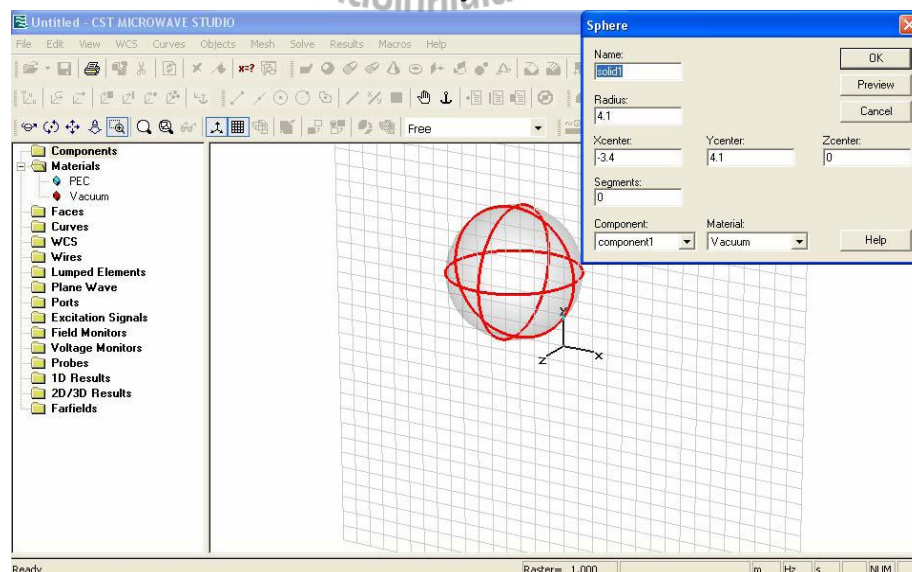 Untitled - CST MICROWAVE STUDIO
File Edit View WCS Curves Objects Mesh Solve Results Macros Help
x=?
Free
Components
Materials
PEC
Vacuum
Faces
Curves
WCS
Wires
Lumped Elements
Plane Wave
Ports
Excitation Signals
Field Monitors
Voltage Monitors
Probes
1D Results
2D/3D Results
Farfields
Y
Z
X
Sphere
Name:
solid1
OK
Radius:
4.1
Preview
Cancel
Xcenter: Ycenter: Zcenter:
-3.4 4.1 0
Segments:
0
Component: Material:
component1 Vacuum
Help
Ready
Raster= 1.000 m Hz s NUM